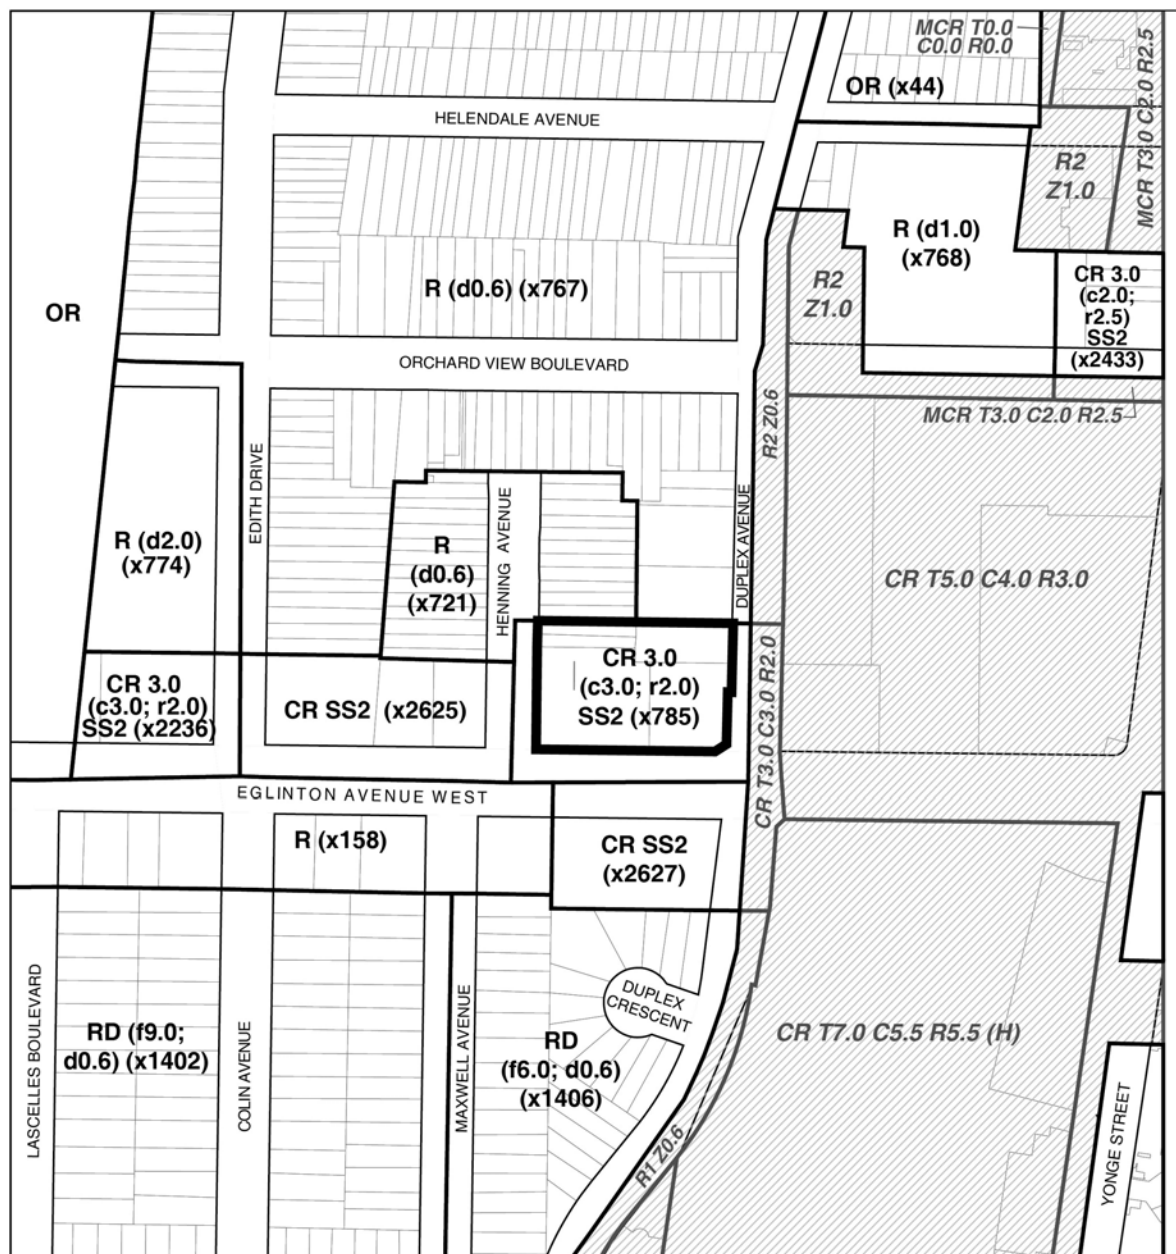 MCR T0.0
C0.0 R0.0
MCR T3.0 C2.0 R2.5
OR (x44)
HELENDALE AVENUE
R2
Z1.0
R (d1.0)
(x768)
R2
Z1.0
CR 3.0
(c2.0;
r2.5)
SS2
(x2433)
R (d0.6) (x767)
OR
ORCHARD VIEW BOULEVARD
MCR T3.0 C2.0 R2.5
R2 Z0.6
EDITH DRIVE
HENNING AVENUE
DUPLEX AVENUE
R (d2.0)
(x774)
R
(d0.6)
(x721)
CR T5.0 C4.0 R3.0
CR 3.0
(c3.0; r2.0)
SS2 (x2236)
CR SS2 (x2625)
CR 3.0
(c3.0; r2.0)
SS2 (x785)
CR T3.0 C3.0 R2.0
EGLINTON AVENUE WEST
R (x158)
CR SS2
(x2627)
LASCELLES BOULEVARD
RD (f9.0;
d0.6) (x1402)
COLIN AVENUE
MAXWELL AVENUE
DUPLEX
CRESCENT
RD
(f6.0; d0.6)
(x1406)
CR T7.0 C5.5 R5.5 (H)
R1 Z0.6
YONGE STREET